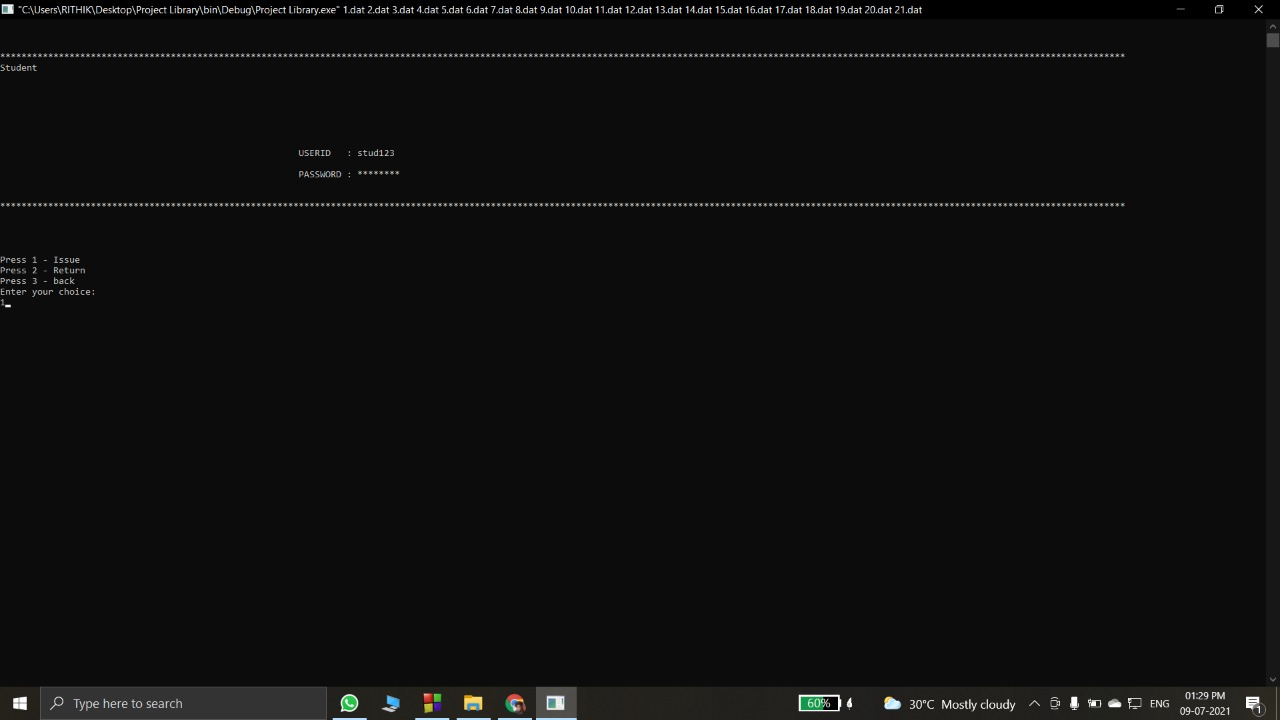 "C:\Users\RITHIK\Desktop\Project Library\bin\Debug\Project Library.exe" 1.dat 2.dat 3.dat 4.dat 5.dat 6.dat 7.dat 8.dat 9.dat 10.dat 11.dat 12.dat 13.dat 14.dat 15.dat 16.dat 17.dat 18.dat 19.dat 20.dat 21.dat
Student
USERID : stud123
PASSWORD : ********
Press 1 - Issue
Press 2 - Return
Press 3 - back
Enter your choice:
1
Type here to search
60%
30°C Mostly cloudy
ENG
01:29 PM
09-07-2021
1